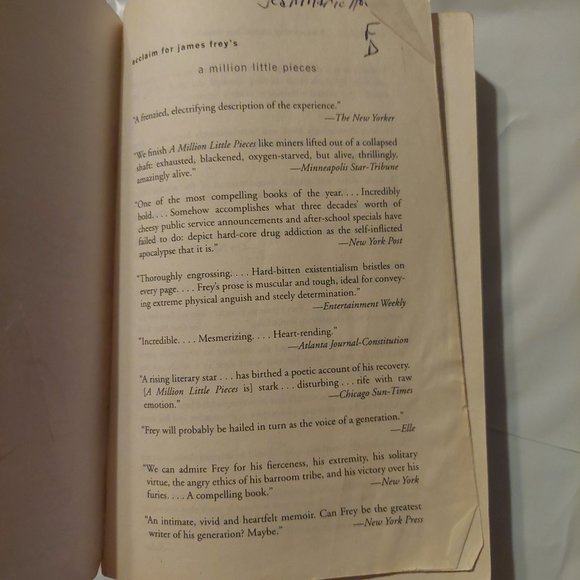 acclaim for james frey's
a million little pieces
"A frenzied, electrifying description of the experience."
—The New Yorker
"We finish A Million Little Pieces like miners lifted out of a collapsed
shaft: exhausted, blackened, oxygen-starved, but alive, thrillingly,
amazingly alive."
—Minneapolis Star-Tribune
"One of the most compelling books of the year. . . . Incredibly
bold. . . . Somehow accomplishes what three decades' worth of
cheesy public service announcements and after-school specials have
failed to do: depict hard-core drug addiction as the self-inflicted
apocalypse that it is."
—New York Post
"Thoroughly engrossing. . . . Hard-bitten existentialism bristles on
every page. . . . Frey's prose is muscular and tough, ideal for convey-
ing extreme physical anguish and steely determination."
—Entertainment Weekly
"Incredible. . . . Mesmerizing. . . . Heart-rending."
—Atlanta Journal-Constitution
"A rising literary star . . . has birthed a poetic account of his recovery.
[A Million Little Pieces is] stark . . . disturbing . . . rife with raw
emotion."
—Chicago Sun-Times
"Frey will probably be hailed in turn as the voice of a generation."
—Elle
"We can admire Frey for his fierceness, his extremity, his solitary
virtue, the angry ethics of his barroom tribe, and his victory over his
furies. . . . A compelling book."
—New York
"An intimate, vivid and heartfelt memoir. Can Frey be the greatest
writer of his generation? Maybe."
—New York Press